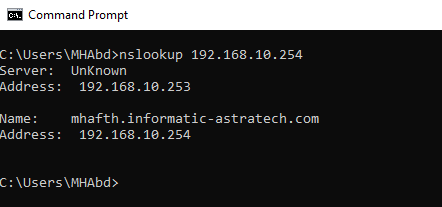 Command Prompt
C:\Users\MHAbd>nslookup 192.168.10.254
Server:  UnKnown
Address:  192.168.10.253
Name:    mhafth.informatic-astratech.com
Address:  192.168.10.254
C:\Users\MHAbd>